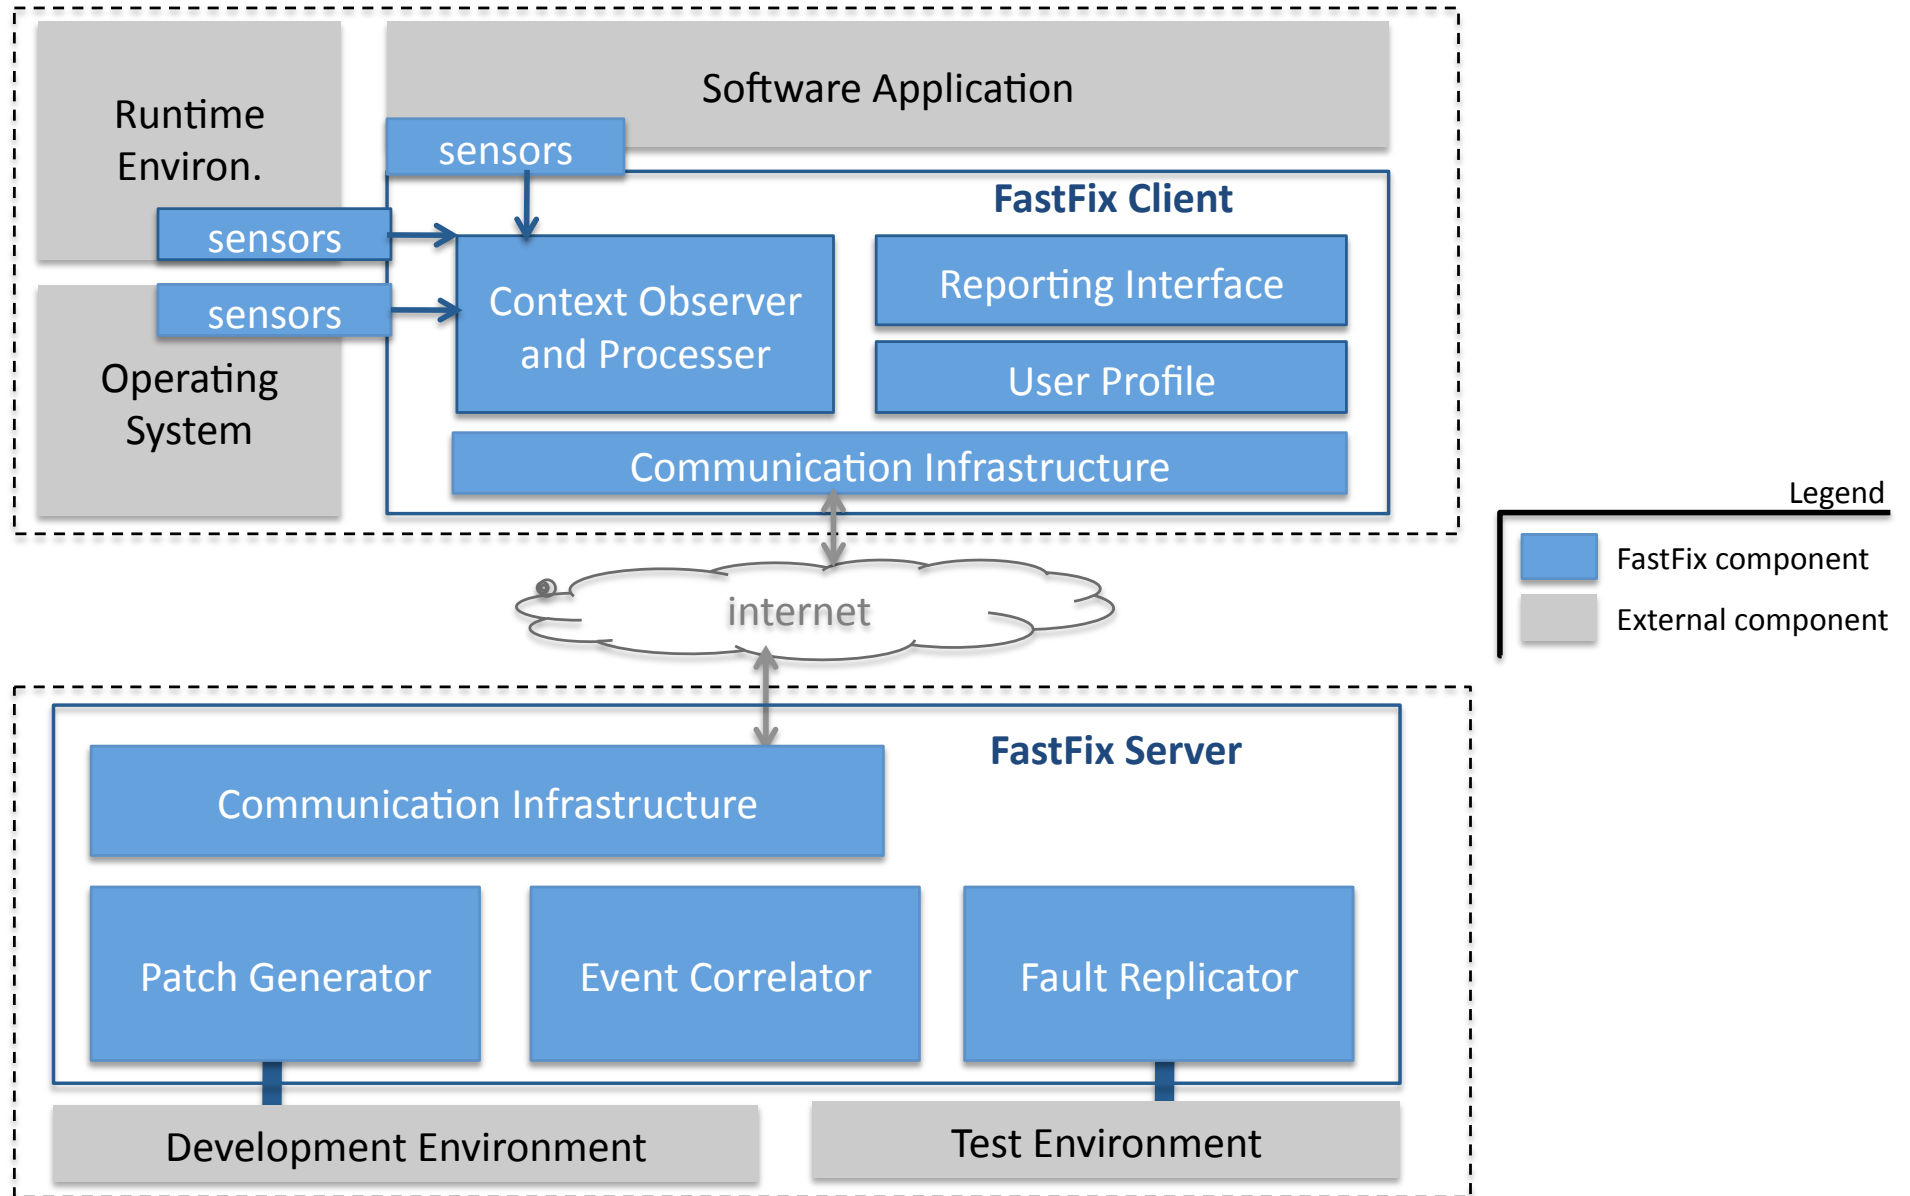 Runtime
Environ.
Software Application
sensors
FastFix Client
sensors
sensors
Context Observer
and Processer
Reporting Interface
User Profile
Operating
System
Communication Infrastructure
Legend
FastFix component
External component
internet
FastFix Server
Communication Infrastructure
Patch Generator
Event Correlator
Fault Replicator
Development Environment
Test Environment